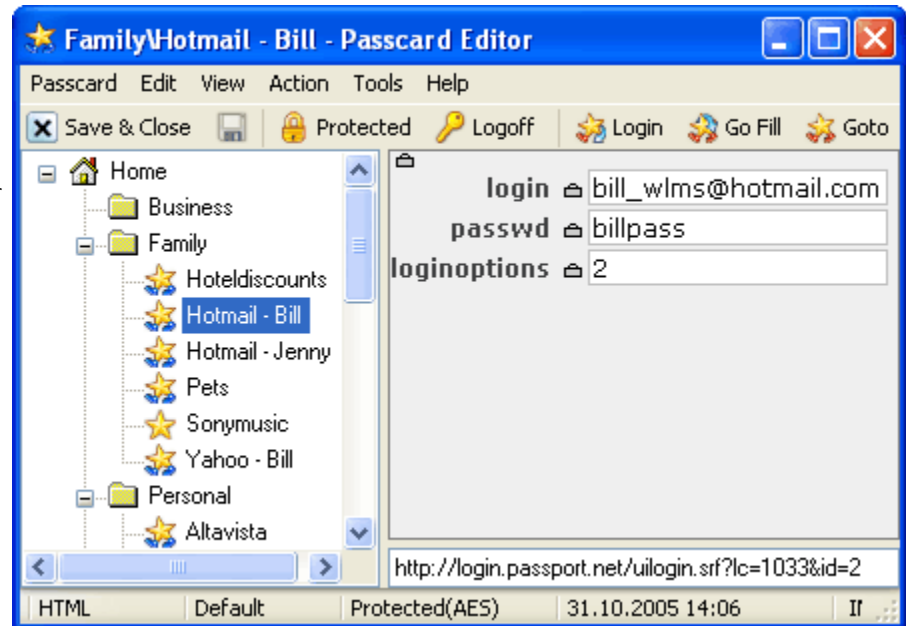 Family\Hotmail - Bill - Passcard Editor
Passcard Edit View Action Tools Help
Save & Close Protected Logoff Login Go Fill Goto
Home
Business
Family
Hoteldiscounts
Hotmail - Bill
Hotmail - Jenny
Pets
Sonymusic
Yahoo - Bill
Personal
Altavista
login bill_wlms@hotmail.com
passwd billpass
loginoptions 2
http://login.passport.net/uilogin.srf?lc=1033&id=2
HTML Default Protected(AES) 31.10.2005 14:06